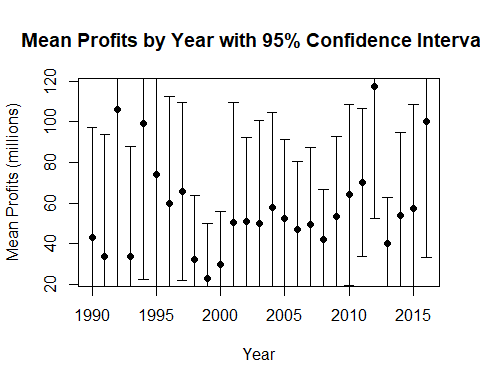 Mean Profits by Year with 95% Confidence Interva
Mean Profits (millions)
120
100
80
60
40
20
1990 1995 2000 2005 2010 2015
Year